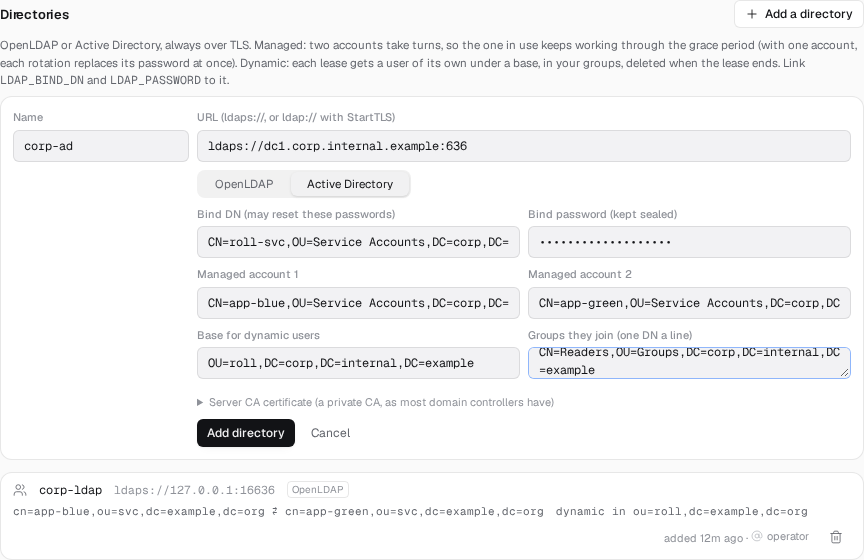 Directories
+ Add a directory
OpenLDAP or Active Directory, always over TLS. Managed: two accounts take turns, so the one in use keeps working through the grace period (with one account,
each rotation replaces its password at once). Dynamic: each lease gets a user of its own under a base, in your groups, deleted when the lease ends. Link
LDAP_BIND_DN and LDAP_PASSWORD to it.
Name
URL (ldaps://, or ldap:// with StartTLS)
corp-ad
ldaps://dc1.corp.internal.example:636
OpenLDAP Active Directory
Bind DN (may reset these passwords)
Bind password (kept sealed)
CN=roll-svc,OU=Service Accounts,DC=corp,DC=
•••••••••••••••••••
Managed account 1
Managed account 2
CN=app-blue,OU=Service Accounts,DC=corp,DC=
CN=app-green,OU=Service Accounts,DC=corp,DC
Base for dynamic users
Groups they join (one DN a line)
OU=roll,DC=corp,DC=internal,DC=example
CN=Readers,OU=Groups,DC=corp,DC=internal,DC
=example
Server CA certificate (a private CA, as most domain controllers have)
Add directory Cancel
corp-ldap ldaps://127.0.0.1:16636 OpenLDAP
cn=app-blue,ou=svc,dc=example,dc=org ⇄ cn=app-green,ou=svc,dc=example,dc=org dynamic in ou=roll,dc=example,dc=org
added 12m ago · @ operator